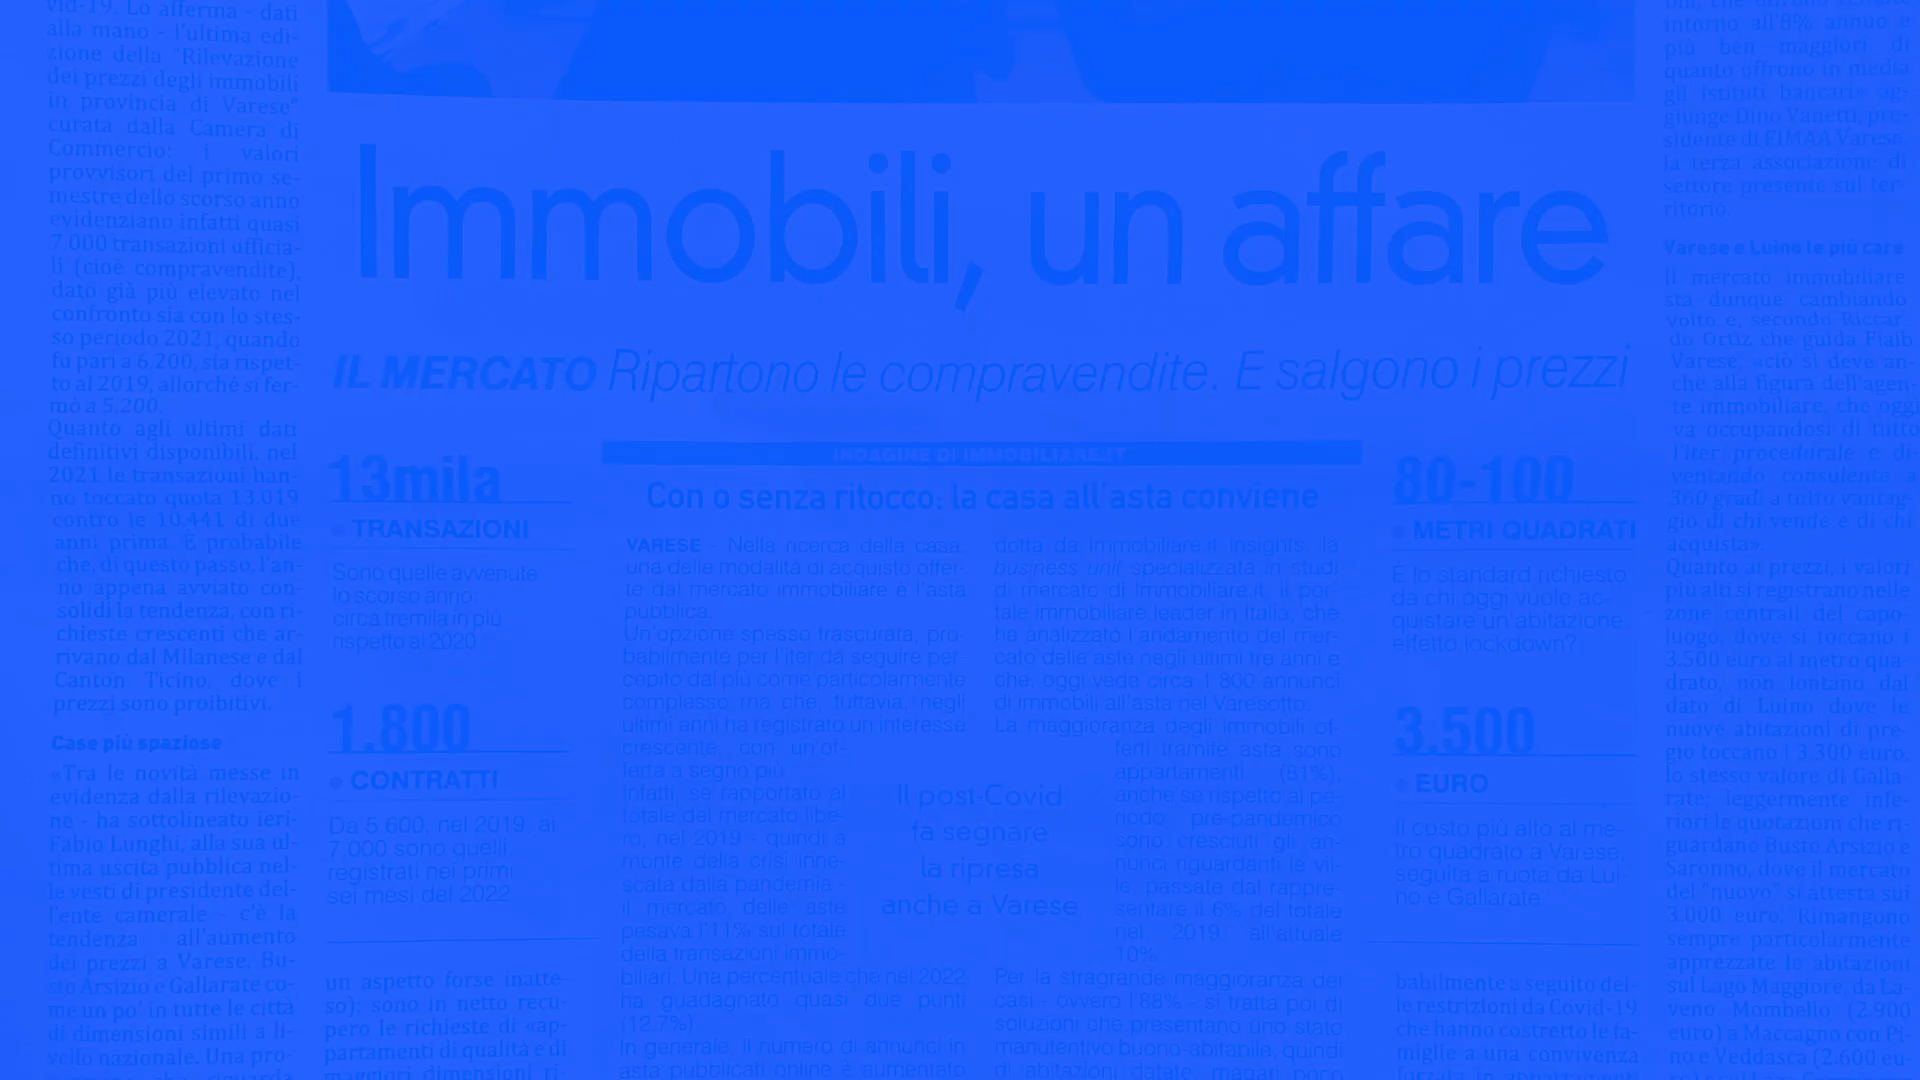 vid-19. Lo afferma - dati
alla mano - l'ultima edi-
zione della "Rilevazione
dei prezzi degli immobili
in provincia di Varese"
curata dalla Camera di
Commercio: i valori
provvisori del primo se-
mestre dello scorso anno
evidenziano infatti quasi
7.000 transazioni ufficia-
li (cioè compravendite),
dato già più elevato nel
confronto sia con lo stes-
so periodo 2021, quando
fu pari a 6.200, sia rispet-
to al 2019, allorché si fer-
mò a 5.200.
Quanto agli ultimi dati
definitivi disponibili, nel
2021 le transazioni han-
no toccato quota 13.019
contro le 10.441 di due
anni prima. È probabile
che, di questo passo, l'an-
no appena avviato con-
solidi la tendenza, con ri-
chieste crescenti che ar-
rivano dal Milanese e dal
Canton Ticino, dove i
prezzi sono proibitivi.
Case più spaziose
«Tra le novità messe in
evidenza dalla rilevazio-
ne - ha sottolineato ieri
Fabio Lunghi, alla sua ul-
tima uscita pubblica nel-
le vesti di presidente del-
l'ente camerale - c'è la
tendenza all'aumento
dei prezzi a Varese, Bu-
sto Arsizio e Gallarate co-
me un po' in tutte le città
di dimensioni simili a li-
vello nazionale. Una pro-
Immobili, un affare
IL MERCATO Ripartono le compravendite. E salgono i prezzi
13mila
TRANSAZIONI
Sono quelle avvenute
lo scorso anno:
circa tremila in più
rispetto al 2020
1.800
CONTRATTI
Da 5.600, nel 2019, ai
7.000 sono quelli
registrati nei primi
sei mesi del 2022
un aspetto forse inatte-
so): sono in netto recu-
pero le richieste di «ap-
partamenti di qualità e di
maggiori dimensioni ri-
INDAGINE DI IMMOBILIARE.IT
Con o senza ritocco: la casa all'asta conviene
VARESE - Nella ricerca della casa,
una delle modalità di acquisto offer-
te dal mercato immobiliare è l'asta
pubblica.
Un'opzione spesso trascurata, pro-
babilmente per l'iter da seguire per-
cepito dai più come particolarmente
complesso ma che, tuttavia, negli
ultimi anni ha registrato un interesse
crescente, con un'of-
ferta a segno più.
Infatti, se rapportato al
totale del mercato libe-
ro, nel 2019 - quindi a
monte della crisi inne-
scata dalla pandemia -
il mercato delle aste
pesava l'11% sul totale
della transazioni immo-
biliari. Una percentuale che nel 2022
ha guadagnato quasi due punti
(12,7%).
In generale, il numero di annunci in
asta pubblicati online è aumentato
Il post-Covid
fa segnare
la ripresa
anche a Varese
dotta da Immobiliare.it Insights, la
business unit specializzata in studi
di mercato di Immobiliare.it, il por-
tale immobiliare leader in Italia, che
ha analizzato l'andamento del mer-
cato delle aste negli ultimi tre anni e
che, oggi vede circa 1.800 annunci
di immobili all'asta nel Varesotto.
La maggioranza degli immobili of-
ferti tramite asta sono
appartamenti (81%),
anche se rispetto al pe-
riodo pre-pandemico
sono cresciuti gli an-
nunci riguardanti le vil-
le, passate dal rappre-
sentare il 6% del totale
nel 2019 all'attuale
10%.
Per la stragrande maggioranza dei
casi - ovvero l'88% - si tratta poi di
soluzioni che presentano uno stato
manutentivo buono-abitabile, quindi
di abitazioni datate, magari poco
80-100
METRI QUADRATI
È lo standard richiesto
da chi oggi vuole ac-
quistare un'abitazione,
effetto lockdown?
3.500
EURO
Il costo più alto al me-
tro quadrato a Varese,
seguita a ruota da Lui-
no e Gallarate
babilmente a seguito del-
le restrizioni da Covid-19
che hanno costretto le fa-
miglie a una convivenza
forzata in appartamenti
intorno all'8% annuo e
più ben maggiori di
quanto offrono in media
gli istituti bancari» ag-
giunge Dino Vanetti, pre-
sidente di FIMAA Varese,
la terza associazione di
settore presente sul ter-
ritorio.
Varese e Luino le più care
Il mercato immobiliare
sta dunque cambiando
volto e, secondo Riccar-
do Ortiz che guida Fiaip
Varese, «ciò si deve an-
che alla figura dell'agen-
te immobiliare, che oggi
va occupandosi di tutto
l'iter procedurale e di-
ventando consulente a
360 gradi a tutto vantag-
gio di chi vende e di chi
acquista».
Quanto ai prezzi, i valori
più alti si registrano nelle
zone centrali del capo-
luogo, dove si toccano i
3.500 euro al metro qua-
drato, non lontano dal
dato di Luino dove le
nuove abitazioni di pre-
gio toccano i 3.300 euro,
lo stesso valore di Galla-
rate; leggermente infe-
riori le quotazioni che ri-
guardano Busto Arsizio e
Saronno, dove il mercato
del "nuovo" si attesta sui
3.000 euro. Rimangono
sempre particolarmente
apprezzate le abitazioni
sul Lago Maggiore, da La-
veno Mombello (2.900
euro) a Maccagno con Pi-
no e Veddasca (2.600 eu-